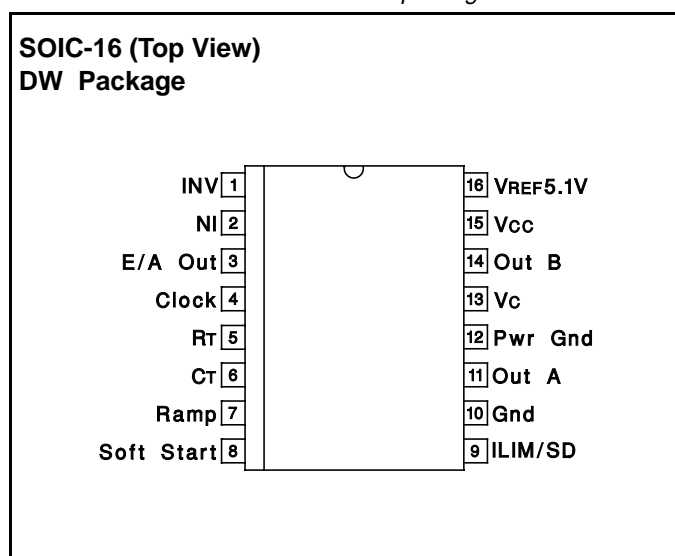 SOIC-16 (Top View)
DW Package
INV 1
NI 2
E/A Out 3
Clock 4
RT 5
CT 6
Ramp 7
Soft Start 8
16 VREF5.1V
15 Vcc
14 Out B
13 Vc
12 Pwr Gnd
11 Out A
10 Gnd
9 ILIM/SD